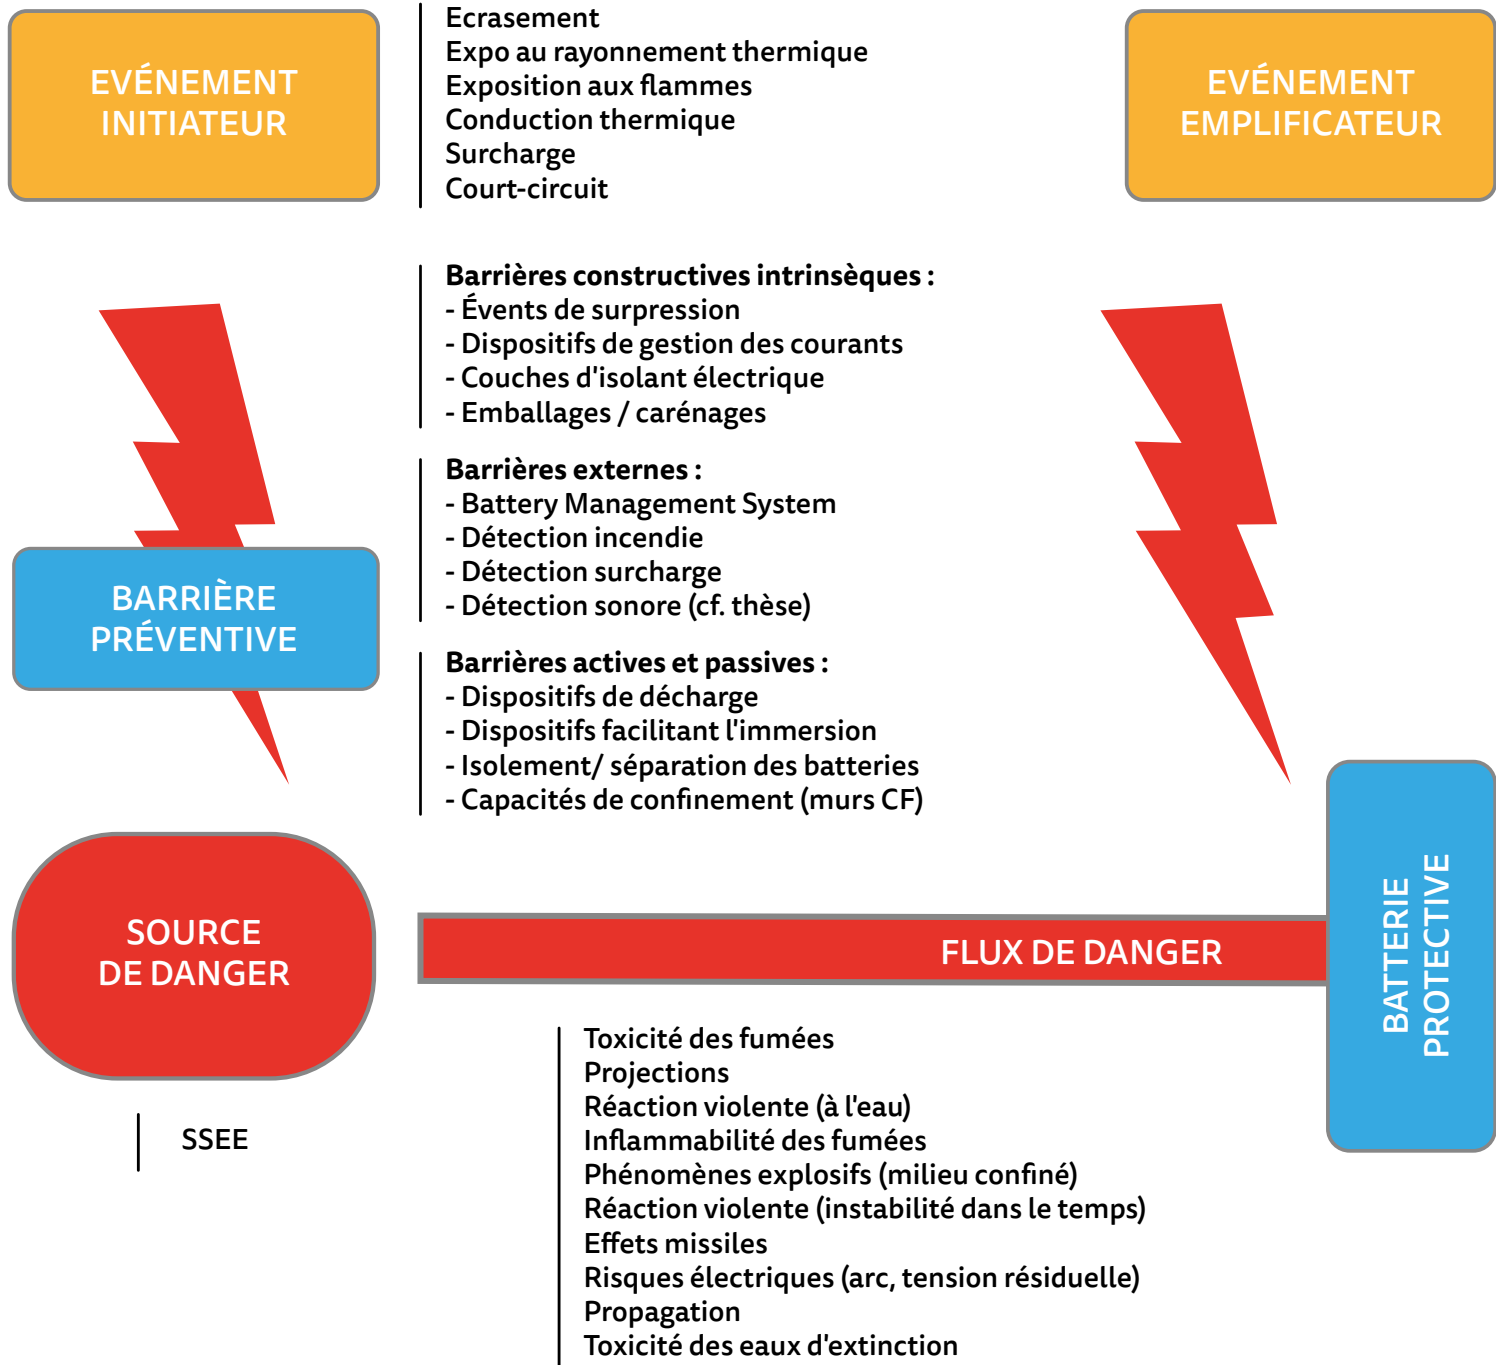 EVÉNEMENT
INITIATEUR
Ecrasement
Expo au rayonnement thermique
Exposition aux flammes
Conduction thermique
Surcharge
Court-circuit
EVÉNEMENT
EMPLIFICATEUR
Barrières constructives intrinsèques :
- Évents de surpression
- Dispositifs de gestion des courants
- Couches d'isolant électrique
- Emballages / carénages
Barrières externes :
- Battery Management System
- Détection incendie
- Détection surcharge
- Détection sonore (cf. thèse)
BARRIÈRE
PRÉVENTIVE
Barrières actives et passives :
- Dispositifs de décharge
- Dispositifs facilitant l'immersion
- Isolement/ séparation des batteries
- Capacités de confinement (murs CF)
SOURCE
DE DANGER
FLUX DE DANGER
BATTERIE
PROTECTIVE
SSEE
Toxicité des fumées
Projections
Réaction violente (à l'eau)
Inflammabilité des fumées
Phénomènes explosifs (milieu confiné)
Réaction violente (instabilité dans le temps)
Effets missiles
Risques électriques (arc, tension résiduelle)
Propagation
Toxicité des eaux d'extinction